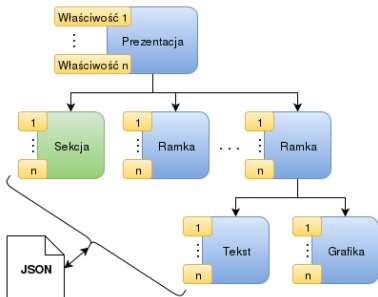 Właściwość 1
Prezentacja
Właściwość n
1
Sekcja
n
1
Ramka
n
. . .
1
Ramka
n
1
Tekst
n
1
Grafika
n
JSON